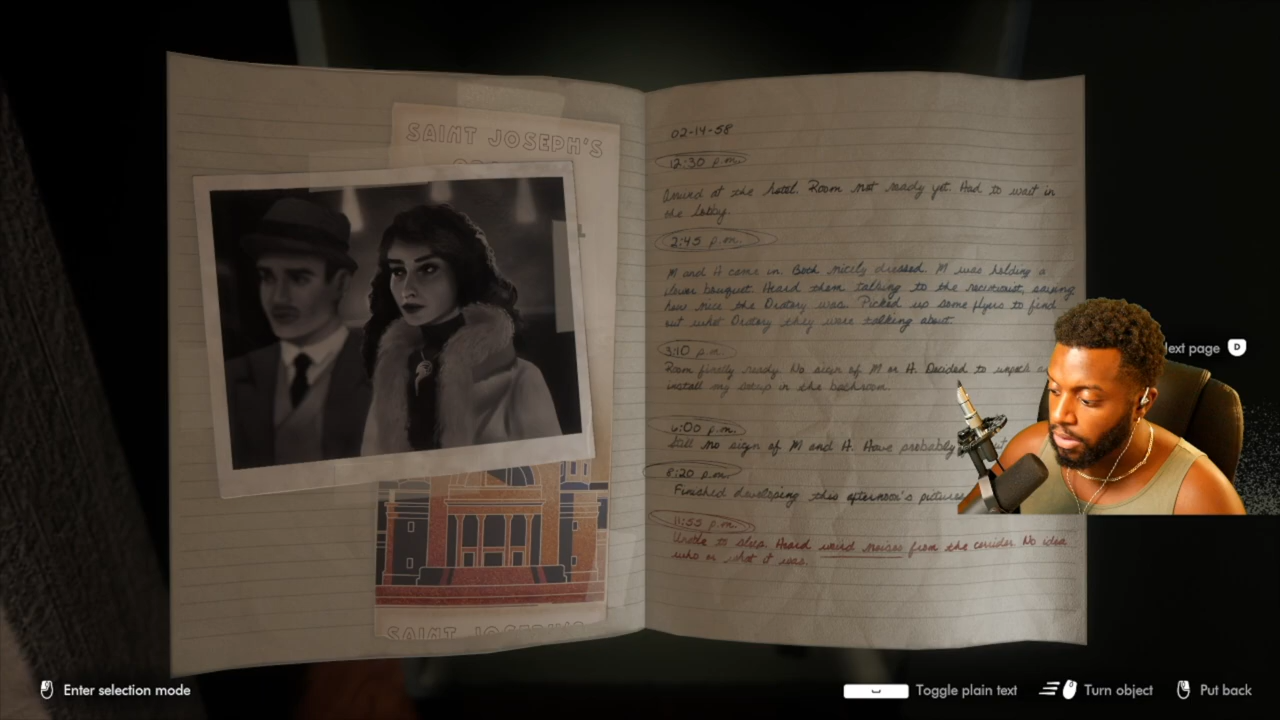 SAINT JOSEPH'S
02-14-58
12:30 p.m.
Arrived at the hotel. Room not ready yet. Had to wait in
the lobby.
2:45 p.m.
M and A came in. Both nicely dressed. M was holding a
flower bouquet. Heard them talking to the receptionist, saying
how nice the Oratory was. Picked up some flyers to find
out what Oratory they were talking about.
3:10 p.m.
Room finally ready. No sign of M or A. Decided to unpack
install my setup in the bathroom.
6:00 p.m.
Still no sign of M and A. Have probably
8:20 p.m.
Finished developing this afternoon's pictures
11:55 p.m.
Unable to sleep. Heard weird noises from the corridor. No idea
who or what it was.
SAINT JOSEPH'S
Next page D
Enter selection mode
Toggle plain text
Turn object
Put back